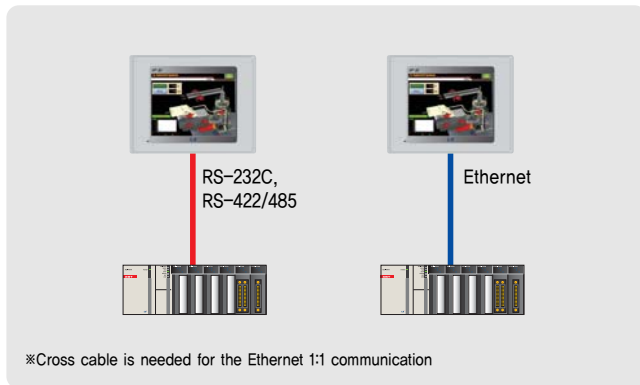 RS-232C,
RS-422/485
Ethernet
※Cross cable is needed for the Ethernet 1:1 communication